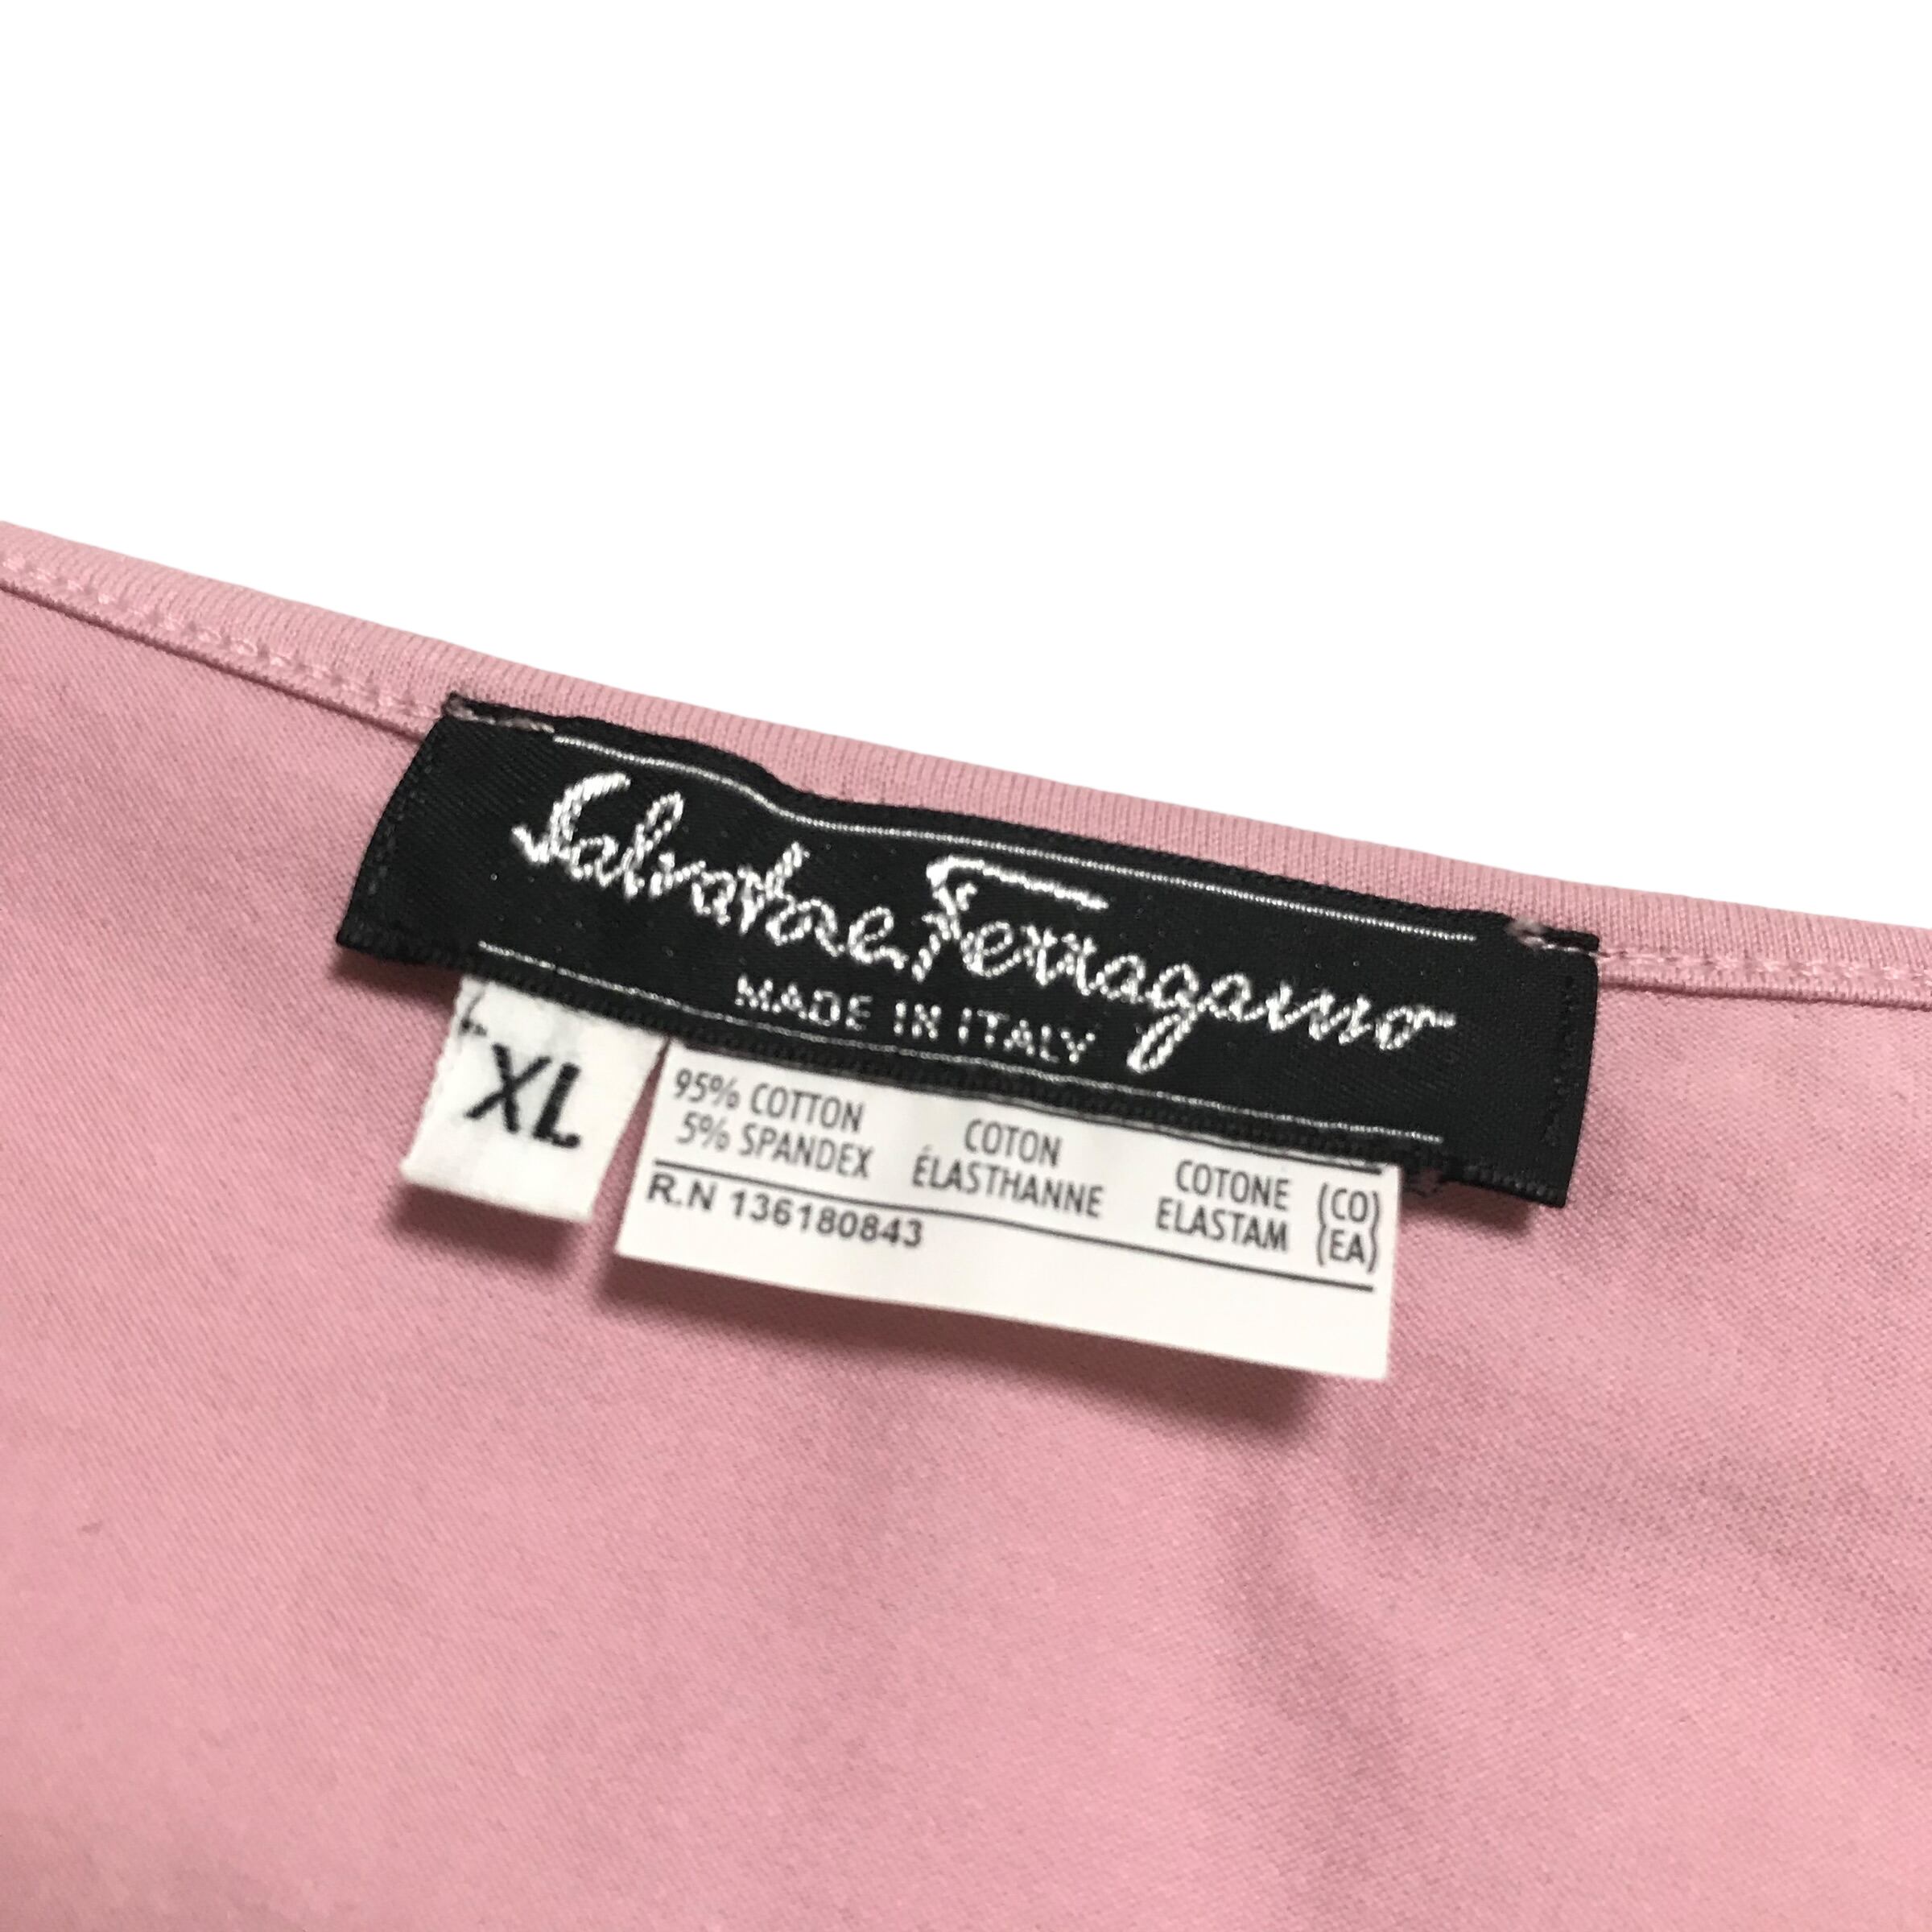 Salvatore Ferragamo
MADE IN ITALY
XL
95% COTTON COTON COTONE (CO)
5% SPANDEX ÉLASTHANNE ELASTAM (EA)
R.N 136180843